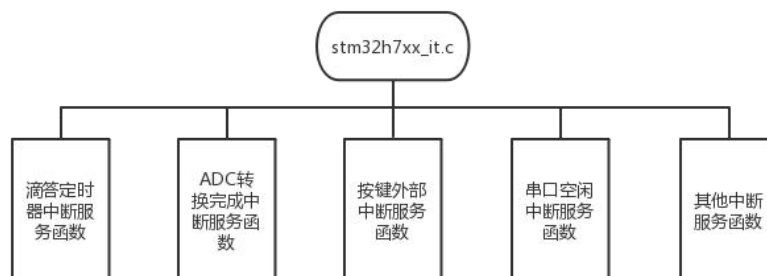 stm32h7xx_it.c
滴答定时
器中断服
务函数
ADC转
换完成中
断服务函
数
按键外部
中断服务
函数
串口空闲
中断服务
函数
其他中断
服务函数